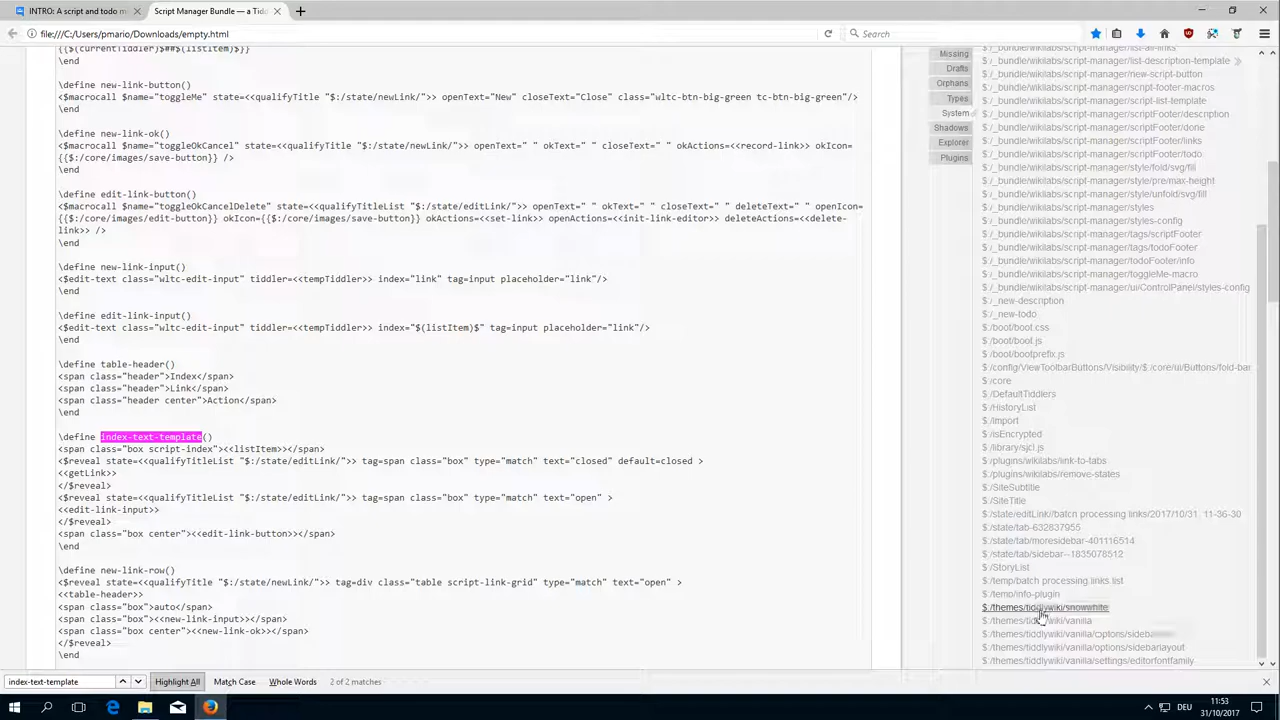 INTRO: A script and todo m
Script Manager Bundle — a Tidd
file:///C:/Users/pmario/Downloads/empty.html
Search
{{$(currentTiddler)$##$(listItem)$}}
\end
\define new-link-button()
<$macrocall $name="toggleMe" state=<<qualifyTitle "$:/state/newLink/">> openText="New" closeText="Close" class="wltc-btn-big-green tc-btn-big-green"/>
\end
\define new-link-ok()
<$macrocall $name="toggleOkCancel" state=<<qualifyTitle "$:/state/newLink/">> openText=" " okText=" " closeText=" " okActions=<<record-link>> okIcon=
{{$:/core/images/save-button}} />
\end
\define edit-link-button()
<$macrocall $name="toggleOkCancelDelete" state=<<qualifyTitleList "$:/state/editLink/">> openText=" " okText=" " closeText=" " deleteText=" " openIcon=
{{$:/core/images/edit-button}} okIcon={{$:/core/images/save-button}} okActions=<<set-link>> openActions=<<init-link-editor>> deleteActions=<<delete-
link>> />
\end
\define new-link-input()
<$edit-text class="wltc-edit-input" tiddler=<<tempTiddler>> index="link" tag=input placeholder="link"/>
\end
\define edit-link-input()
<$edit-text class="wltc-edit-input" tiddler=<<tempTiddler>> index="$(listItem)$" tag=input placeholder="link"/>
\end
\define table-header()
<span class="header">Index</span>
<span class="header">Link</span>
<span class="header center">Action</span>
\end
\define index-text-template()
<span class="box script-index"><<listItem>></span>
<$reveal state=<<qualifyTitleList "$:/state/editLink/">> tag=span class="box" type="match" text="closed" default=closed >
<<getLink>>
</$reveal>
<$reveal state=<<qualifyTitleList "$:/state/editLink/">> tag=span class="box" type="match" text="open" >
<<edit-link-input>>
</$reveal>
<span class="box center"><<edit-link-button>></span>
\end
\define new-link-row()
<$reveal state=<<qualifyTitle "$:/state/newLink/">> tag=div class="table script-link-grid" type="match" text="open" >
<<table-header>>
<span class="box">auto</span>
<span class="box"><<new-link-input>></span>
<span class="box center"><<new-link-ok>></span>
</$reveal>
\end
Missing
Drafts
Orphans
Types
System
Shadows
Explorer
Plugins
$:/_bundle/wikilabs/script-manager/list-all-links
$:/_bundle/wikilabs/script-manager/list-description-template
$:/_bundle/wikilabs/script-manager/new-script-button
$:/_bundle/wikilabs/script-manager/script-footer-macros
$:/_bundle/wikilabs/script-manager/script-list-template
$:/_bundle/wikilabs/script-manager/scriptFooter/description
$:/_bundle/wikilabs/script-manager/scriptFooter/done
$:/_bundle/wikilabs/script-manager/scriptFooter/links
$:/_bundle/wikilabs/script-manager/scriptFooter/todo
$:/_bundle/wikilabs/script-manager/style/fold/svg/fill
$:/_bundle/wikilabs/script-manager/style/pre/max-height
$:/_bundle/wikilabs/script-manager/style/unfold/svg/fill
$:/_bundle/wikilabs/script-manager/styles
$:/_bundle/wikilabs/script-manager/styles-config
$:/_bundle/wikilabs/script-manager/tags/scriptFooter
$:/_bundle/wikilabs/script-manager/tags/todoFooter
$:/_bundle/wikilabs/script-manager/todoFooter/info
$:/_bundle/wikilabs/script-manager/toggleMe-macro
$:/_bundle/wikilabs/script-manager/ui/ControlPanel/styles-config
$:/_new-description
$:/_new-todo
$:/boot/boot.css
$:/boot/boot.js
$:/boot/bootprefix.js
$:/config/ViewToolbarButtons/Visibility/$:/core/ui/Buttons/fold-bar
$:/core
$:/DefaultTiddlers
$:/HistoryList
$:/Import
$:/isEncrypted
$:/library/sjcl.js
$:/plugins/wikilabs/link-to-tabs
$:/plugins/wikilabs/remove-states
$:/SiteSubtitle
$:/SiteTitle
$:/state/editLink//batch processing links/2017/10/31, 11-36-30
$:/state/tab-632837955
$:/state/tab/moresidebar-401116514
$:/state/tab/sidebar--1835078512
$:/StoryList
$:/temp/batch processing.links.list
$:/temp/info-plugin
$:/themes/tiddlywiki/snowwhite
$:/themes/tiddlywiki/vanilla
$:/themes/tiddlywiki/vanilla/options/sideba
$:/themes/tiddlywiki/vanilla/options/sidebarlayout
$:/themes/tiddlywiki/vanilla/settings/editorfontfamily
index-text-template
Highlight All
Match Case
Whole Words
2 of 2 matches
DEU
11:53
31/10/2017